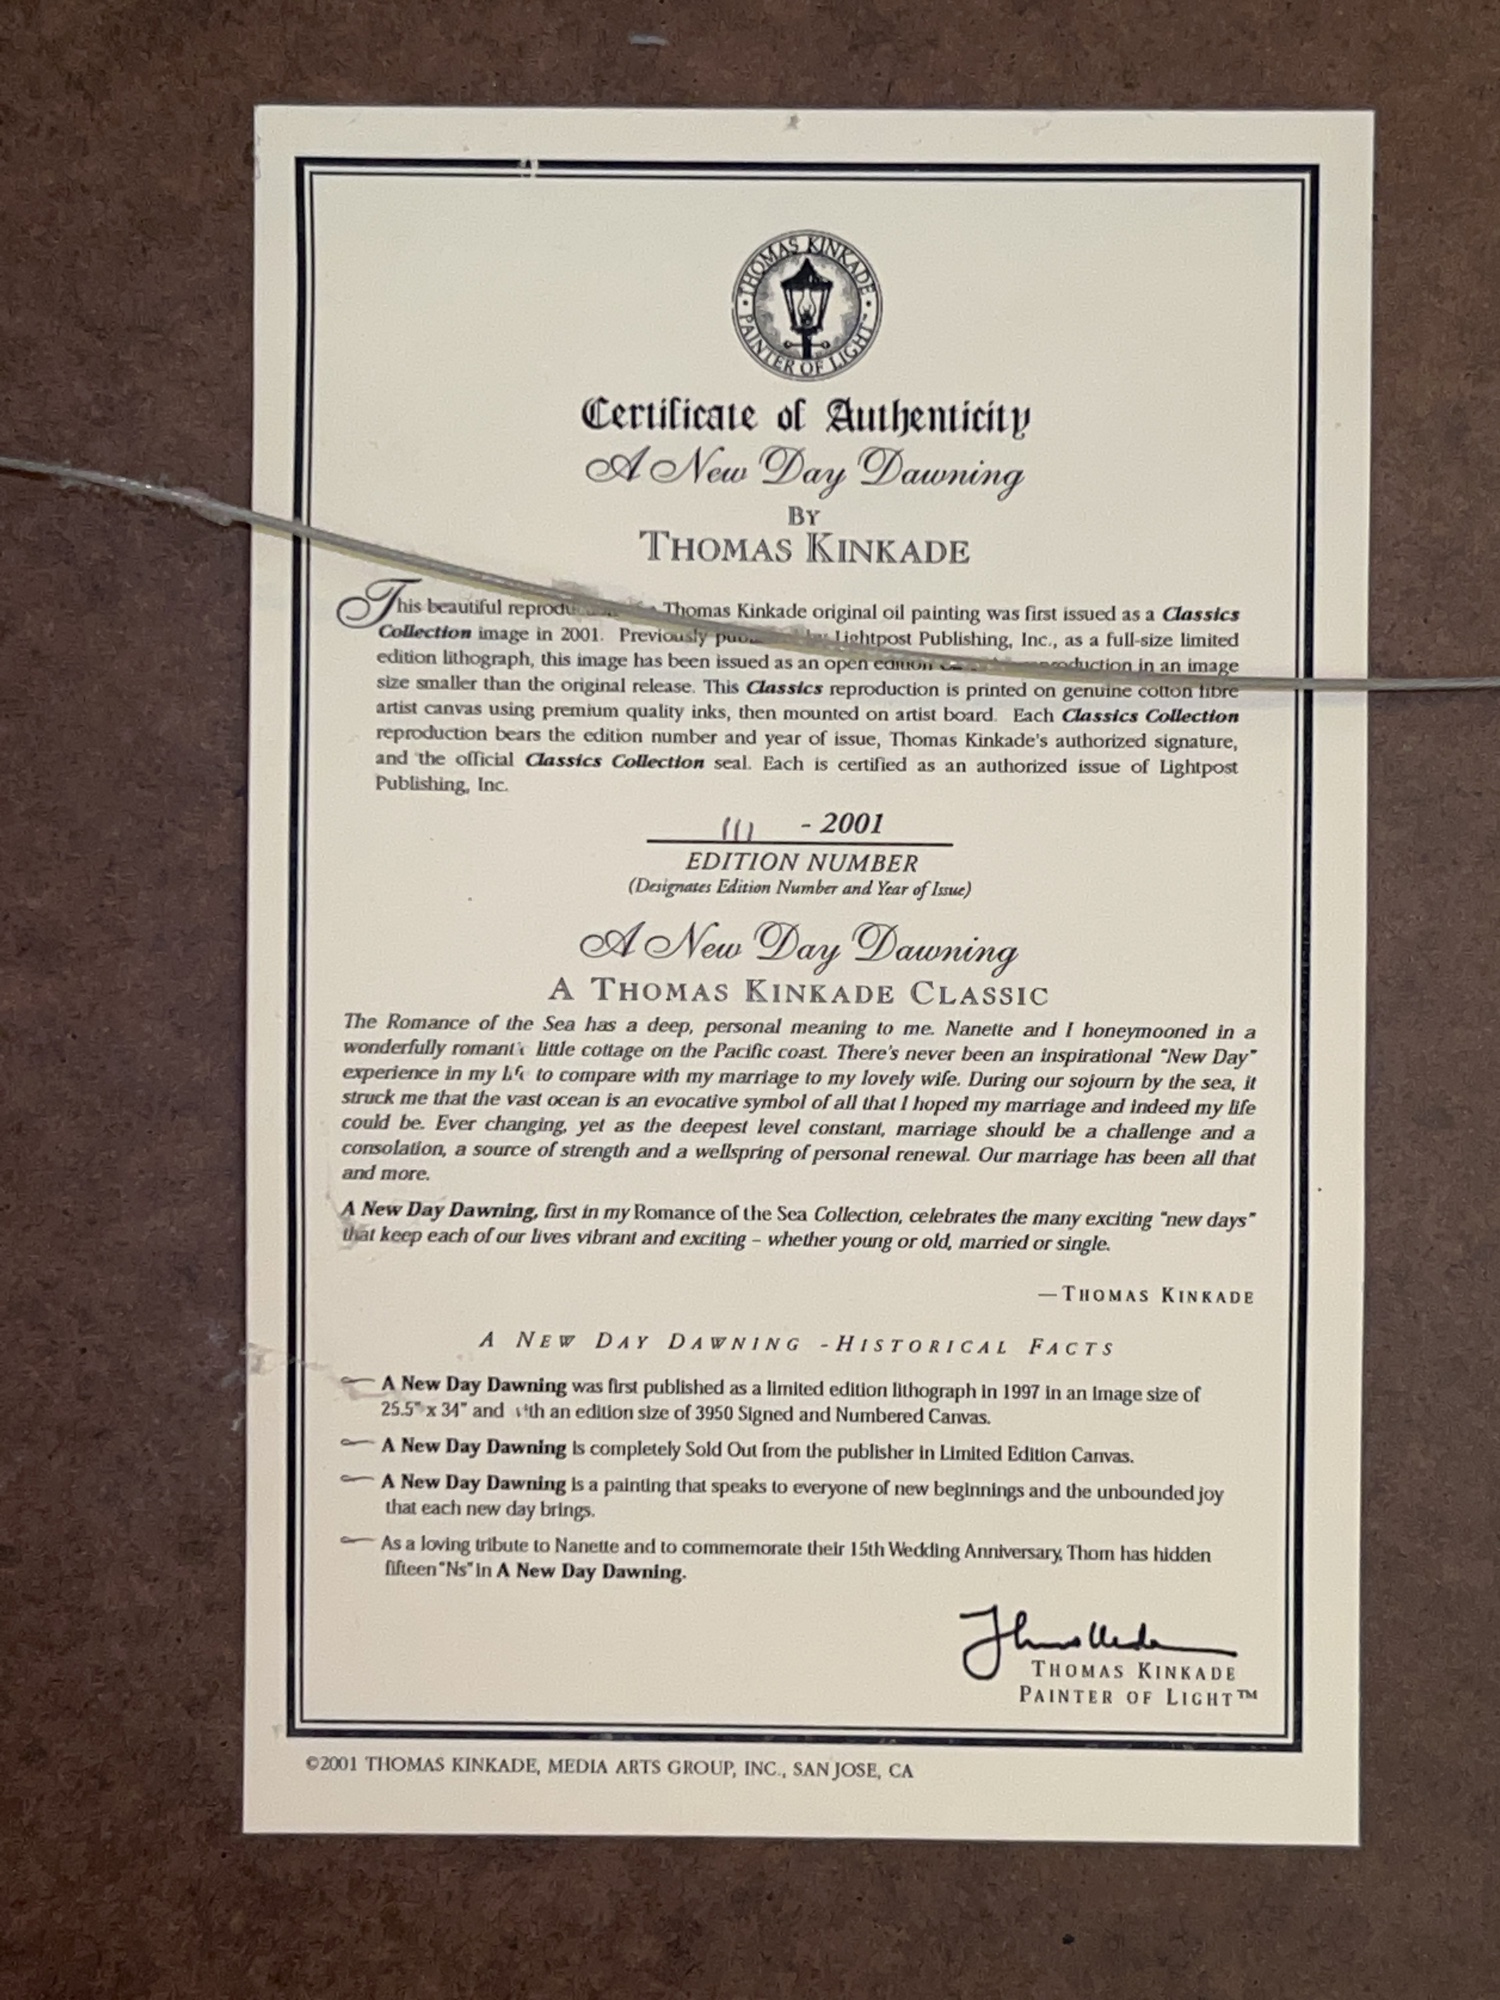 THOMAS KINKADE
PAINTER OF LIGHT™
Certificate of Authenticity
A New Day Dawning
BY
THOMAS KINKADE
This beautiful Thomas Kinkade original oil painting was first issued as a Classics
Collection image in 2001. Previously Lightpost Publishing, Inc., as a full-size limited
edition lithograph, this image has been issued as an open edition in an image
size smaller than the original release. This Classics reproduction is printed on genuine cotton fibre
artist canvas using premium quality inks, then mounted on artist board. Each Classics Collection
reproduction bears the edition number and year of issue, Thomas Kinkade's authorized signature,
and the official Classics Collection seal. Each is certified as an authorized issue of Lightpost
Publishing, Inc.
111 - 2001
EDITION NUMBER
(Designates Edition Number and Year of Issue)
A New Day Dawning
A THOMAS KINKADE CLASSIC
The Romance of the Sea has a deep, personal meaning to me. Nanette and I honeymooned in a
wonderfully romantic little cottage on the Pacific coast. There's never been an inspirational "New Day"
experience in my life to compare with my marriage to my lovely wife. During our sojourn by the sea, it
struck me that the vast ocean is an evocative symbol of all that I hoped my marriage and indeed my life
could be. Ever changing, yet as the deepest level constant, marriage should be a challenge and a
consolation, a source of strength and a wellspring of personal renewal. Our marriage has been all that
and more.
A New Day Dawning, first in my Romance of the Sea Collection, celebrates the many exciting "new days"
that keep each of our lives vibrant and exciting – whether young or old, married or single.
—THOMAS KINKADE
A NEW DAY DAWNING -HISTORICAL FACTS
A New Day Dawning was first published as a limited edition lithograph in 1997 in an image size of
25.5" x 34" and with an edition size of 3950 Signed and Numbered Canvas.
A New Day Dawning is completely Sold Out from the publisher in Limited Edition Canvas.
A New Day Dawning is a painting that speaks to everyone of new beginnings and the unbounded joy
that each new day brings.
As a loving tribute to Nanette and to commemorate their 15th Wedding Anniversary, Thom has hidden
fifteen "Ns" in A New Day Dawning.
THOMAS KINKADE
PAINTER OF LIGHT™
©2001 THOMAS KINKADE, MEDIA ARTS GROUP, INC., SAN JOSE, CA